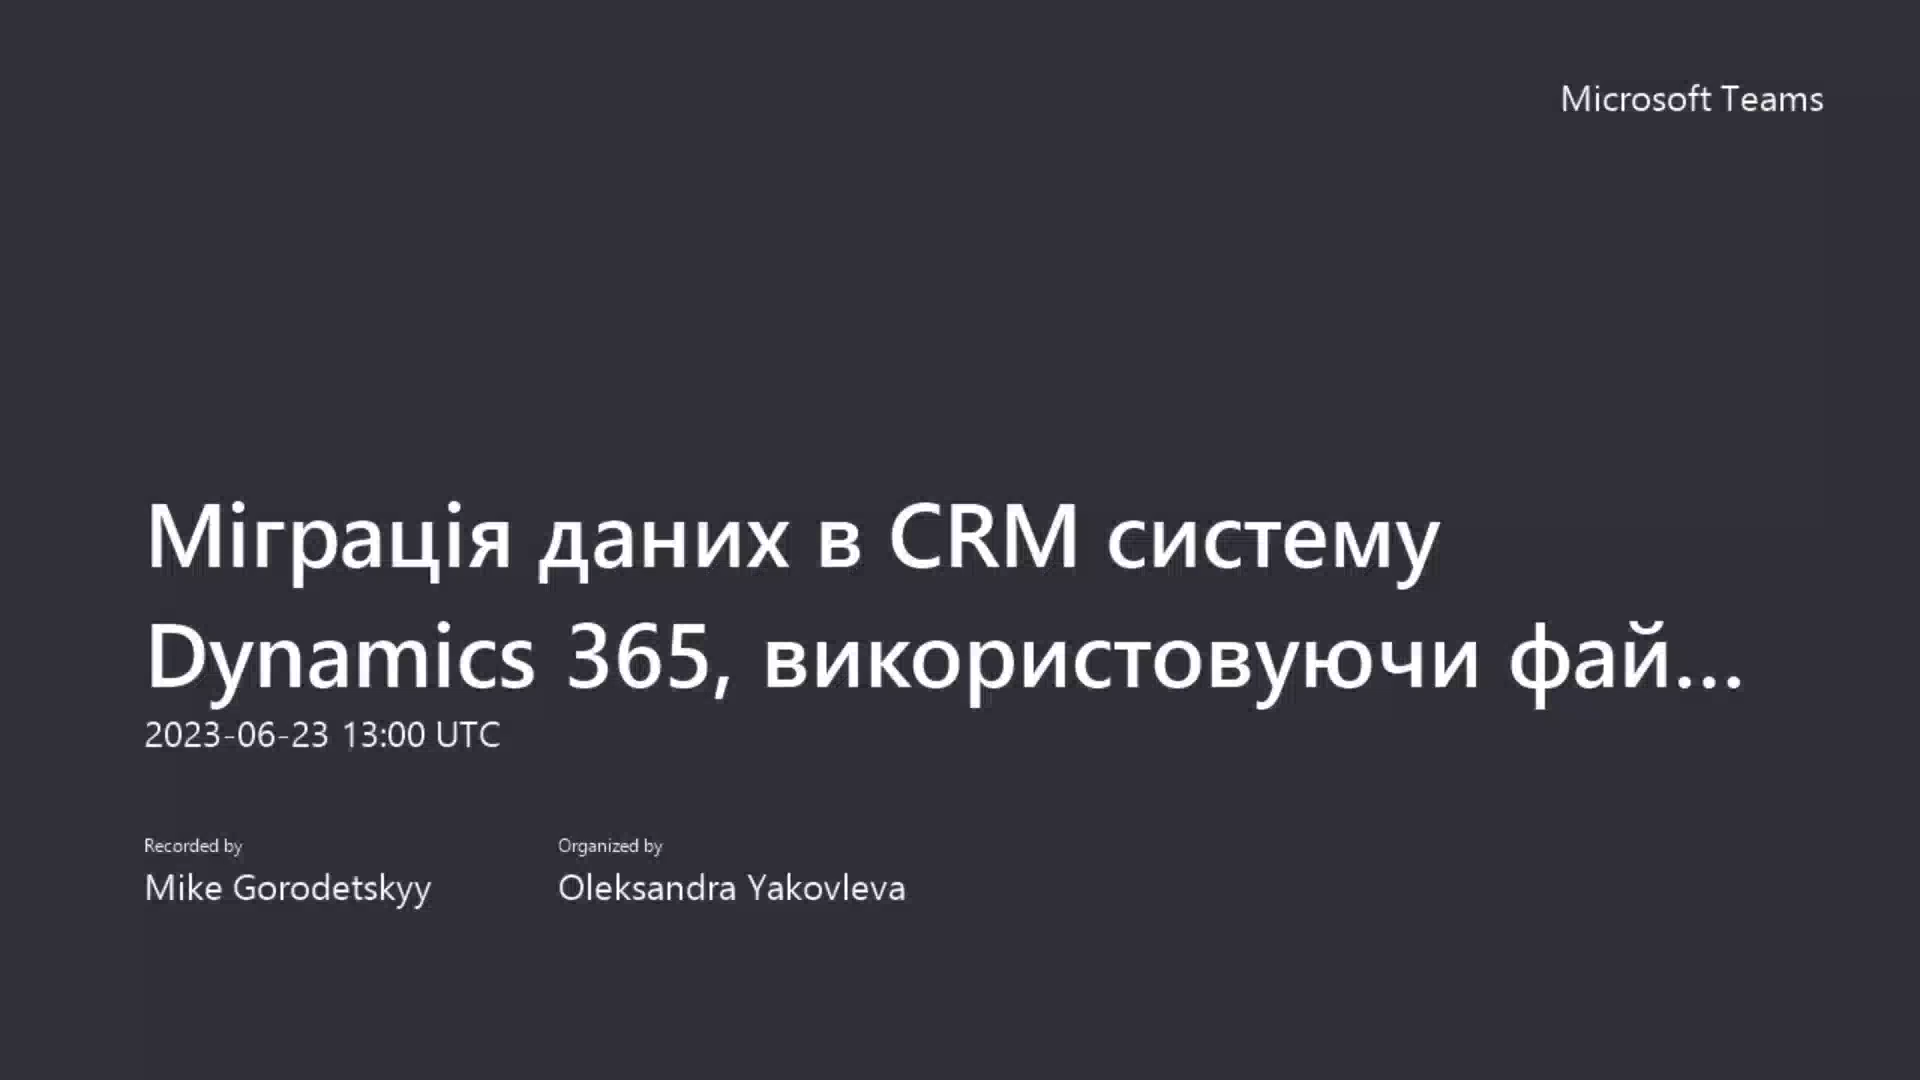 Microsoft Teams
Міграція даних в CRM систему
Dynamics 365, використовуючи фай...
2023-06-23 13:00 UTC
Recorded by
Organized by
Mike Gorodetskyy
Oleksandra Yakovleva